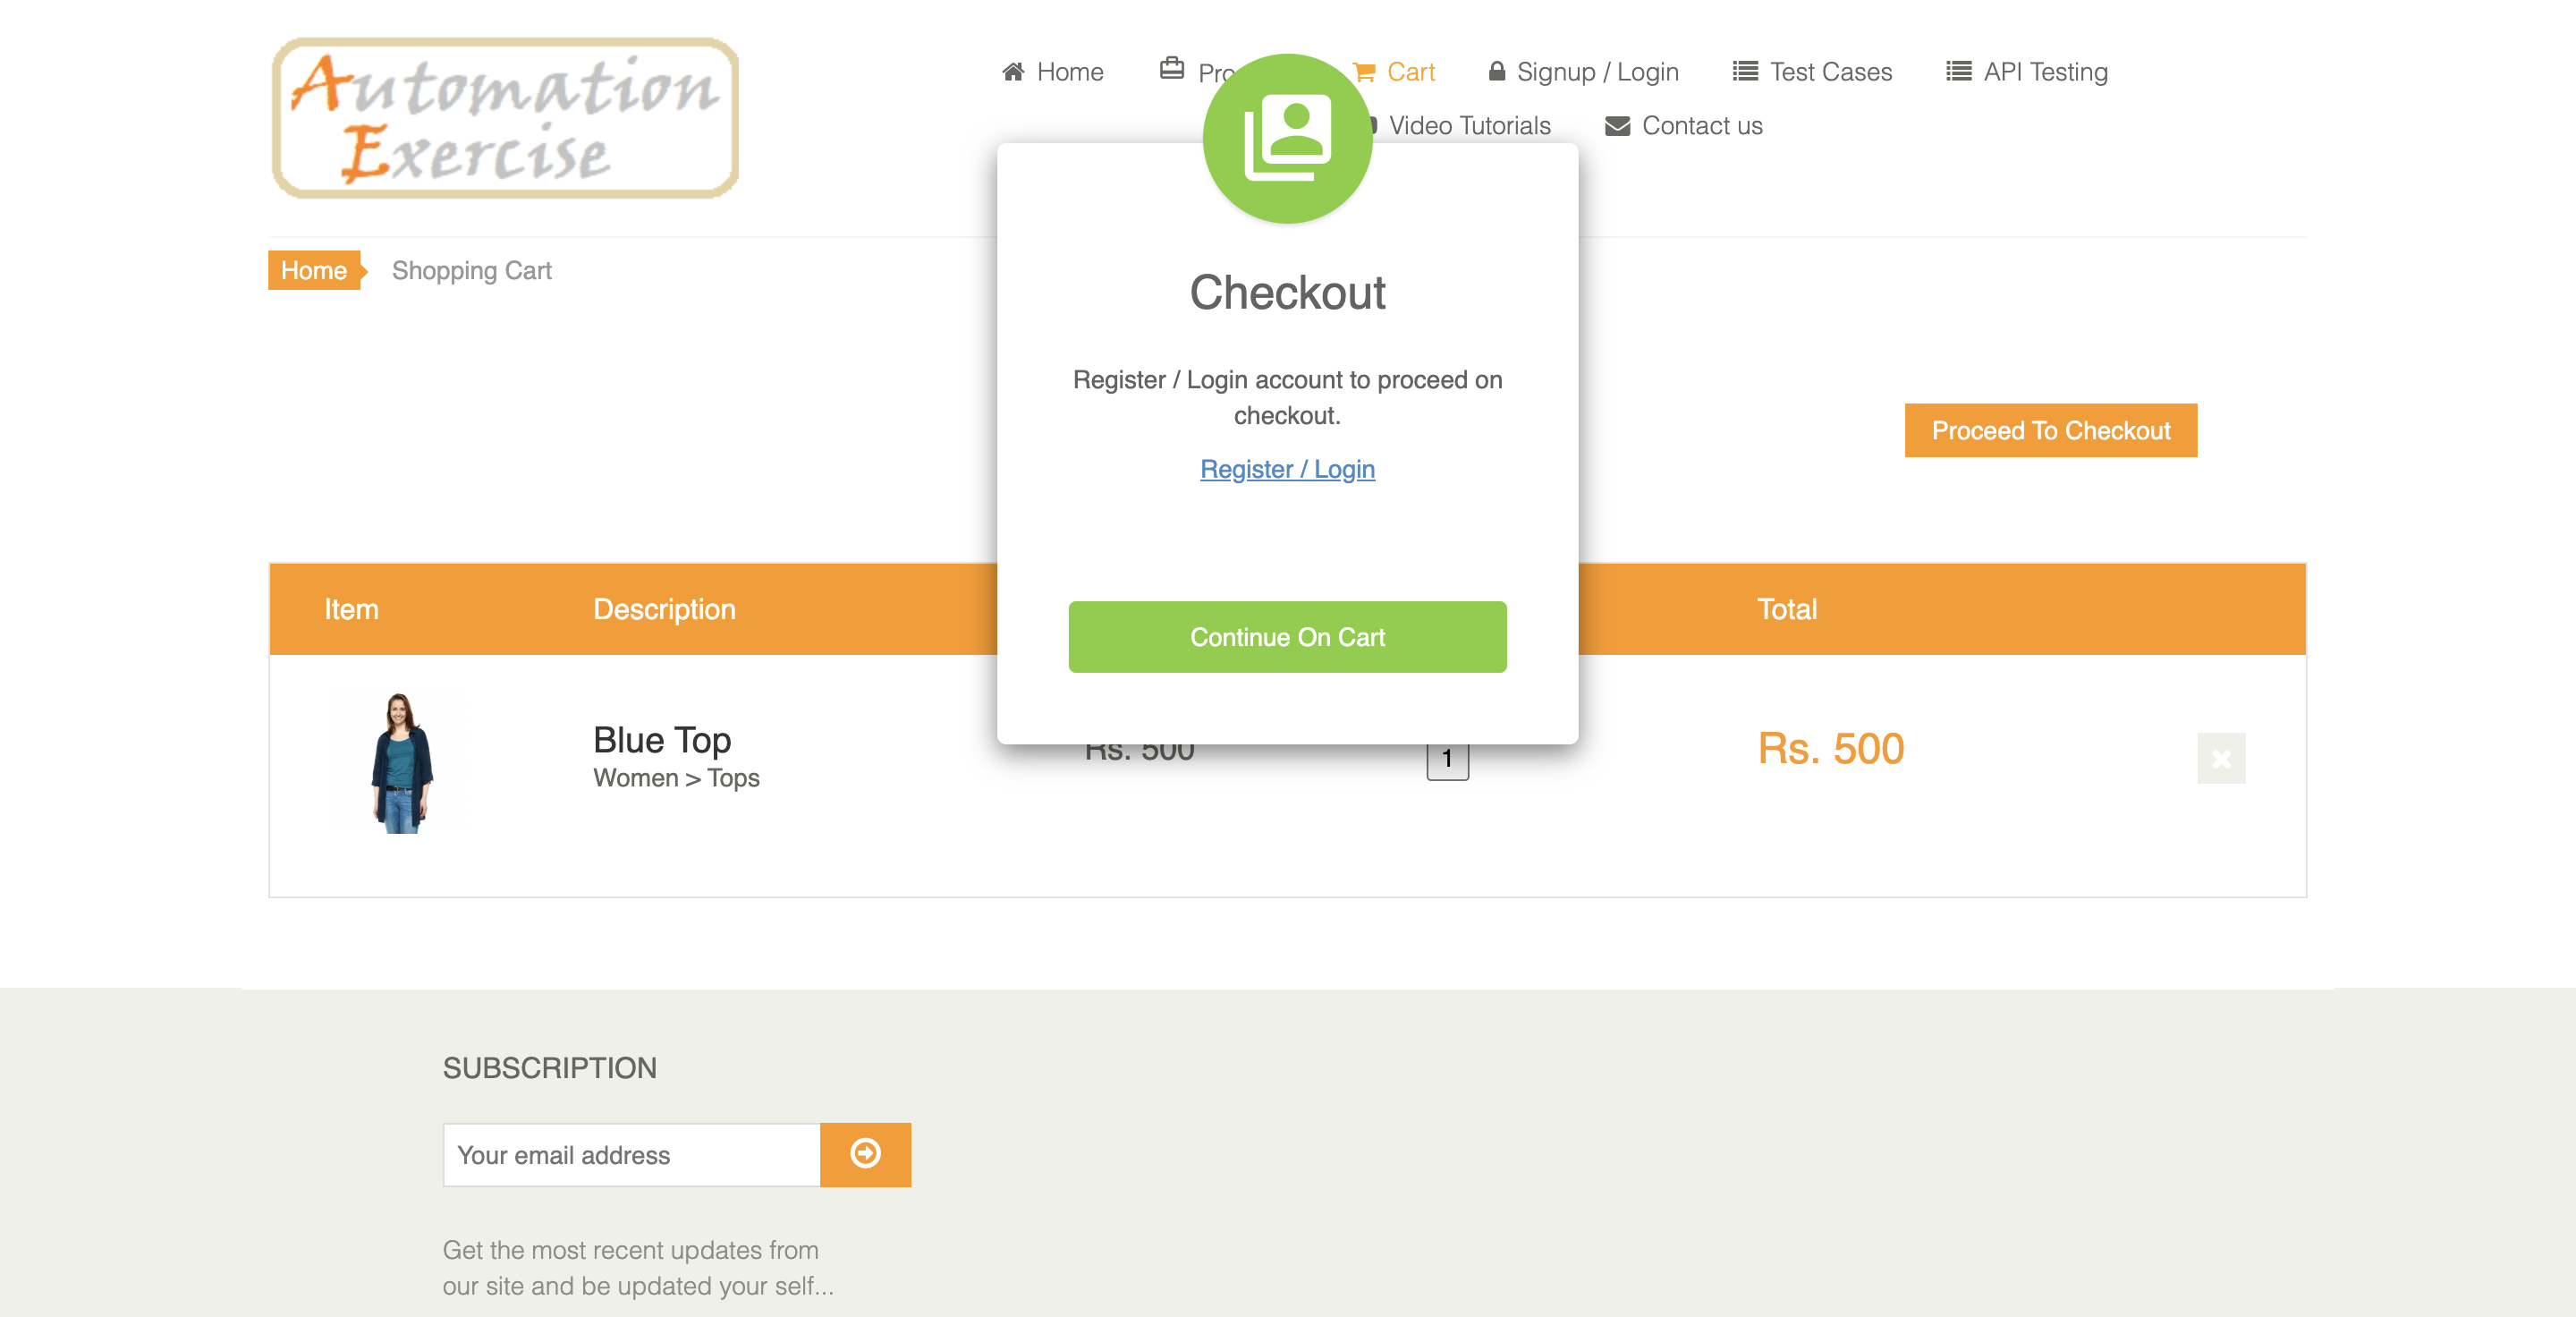 Automation
Exercise
Home
Cart
Signup / Login
Test Cases
API Testing
Video Tutorials
Contact us
Home
Shopping Cart
Checkout
Register / Login account to proceed on
checkout.
Register / Login
Continue On Cart
Proceed To Checkout
Item
Description
Total
Blue Top
Women > Tops
Rs. 500
1
Rs. 500
SUBSCRIPTION
Your email address
Get the most recent updates from
our site and be updated your self...